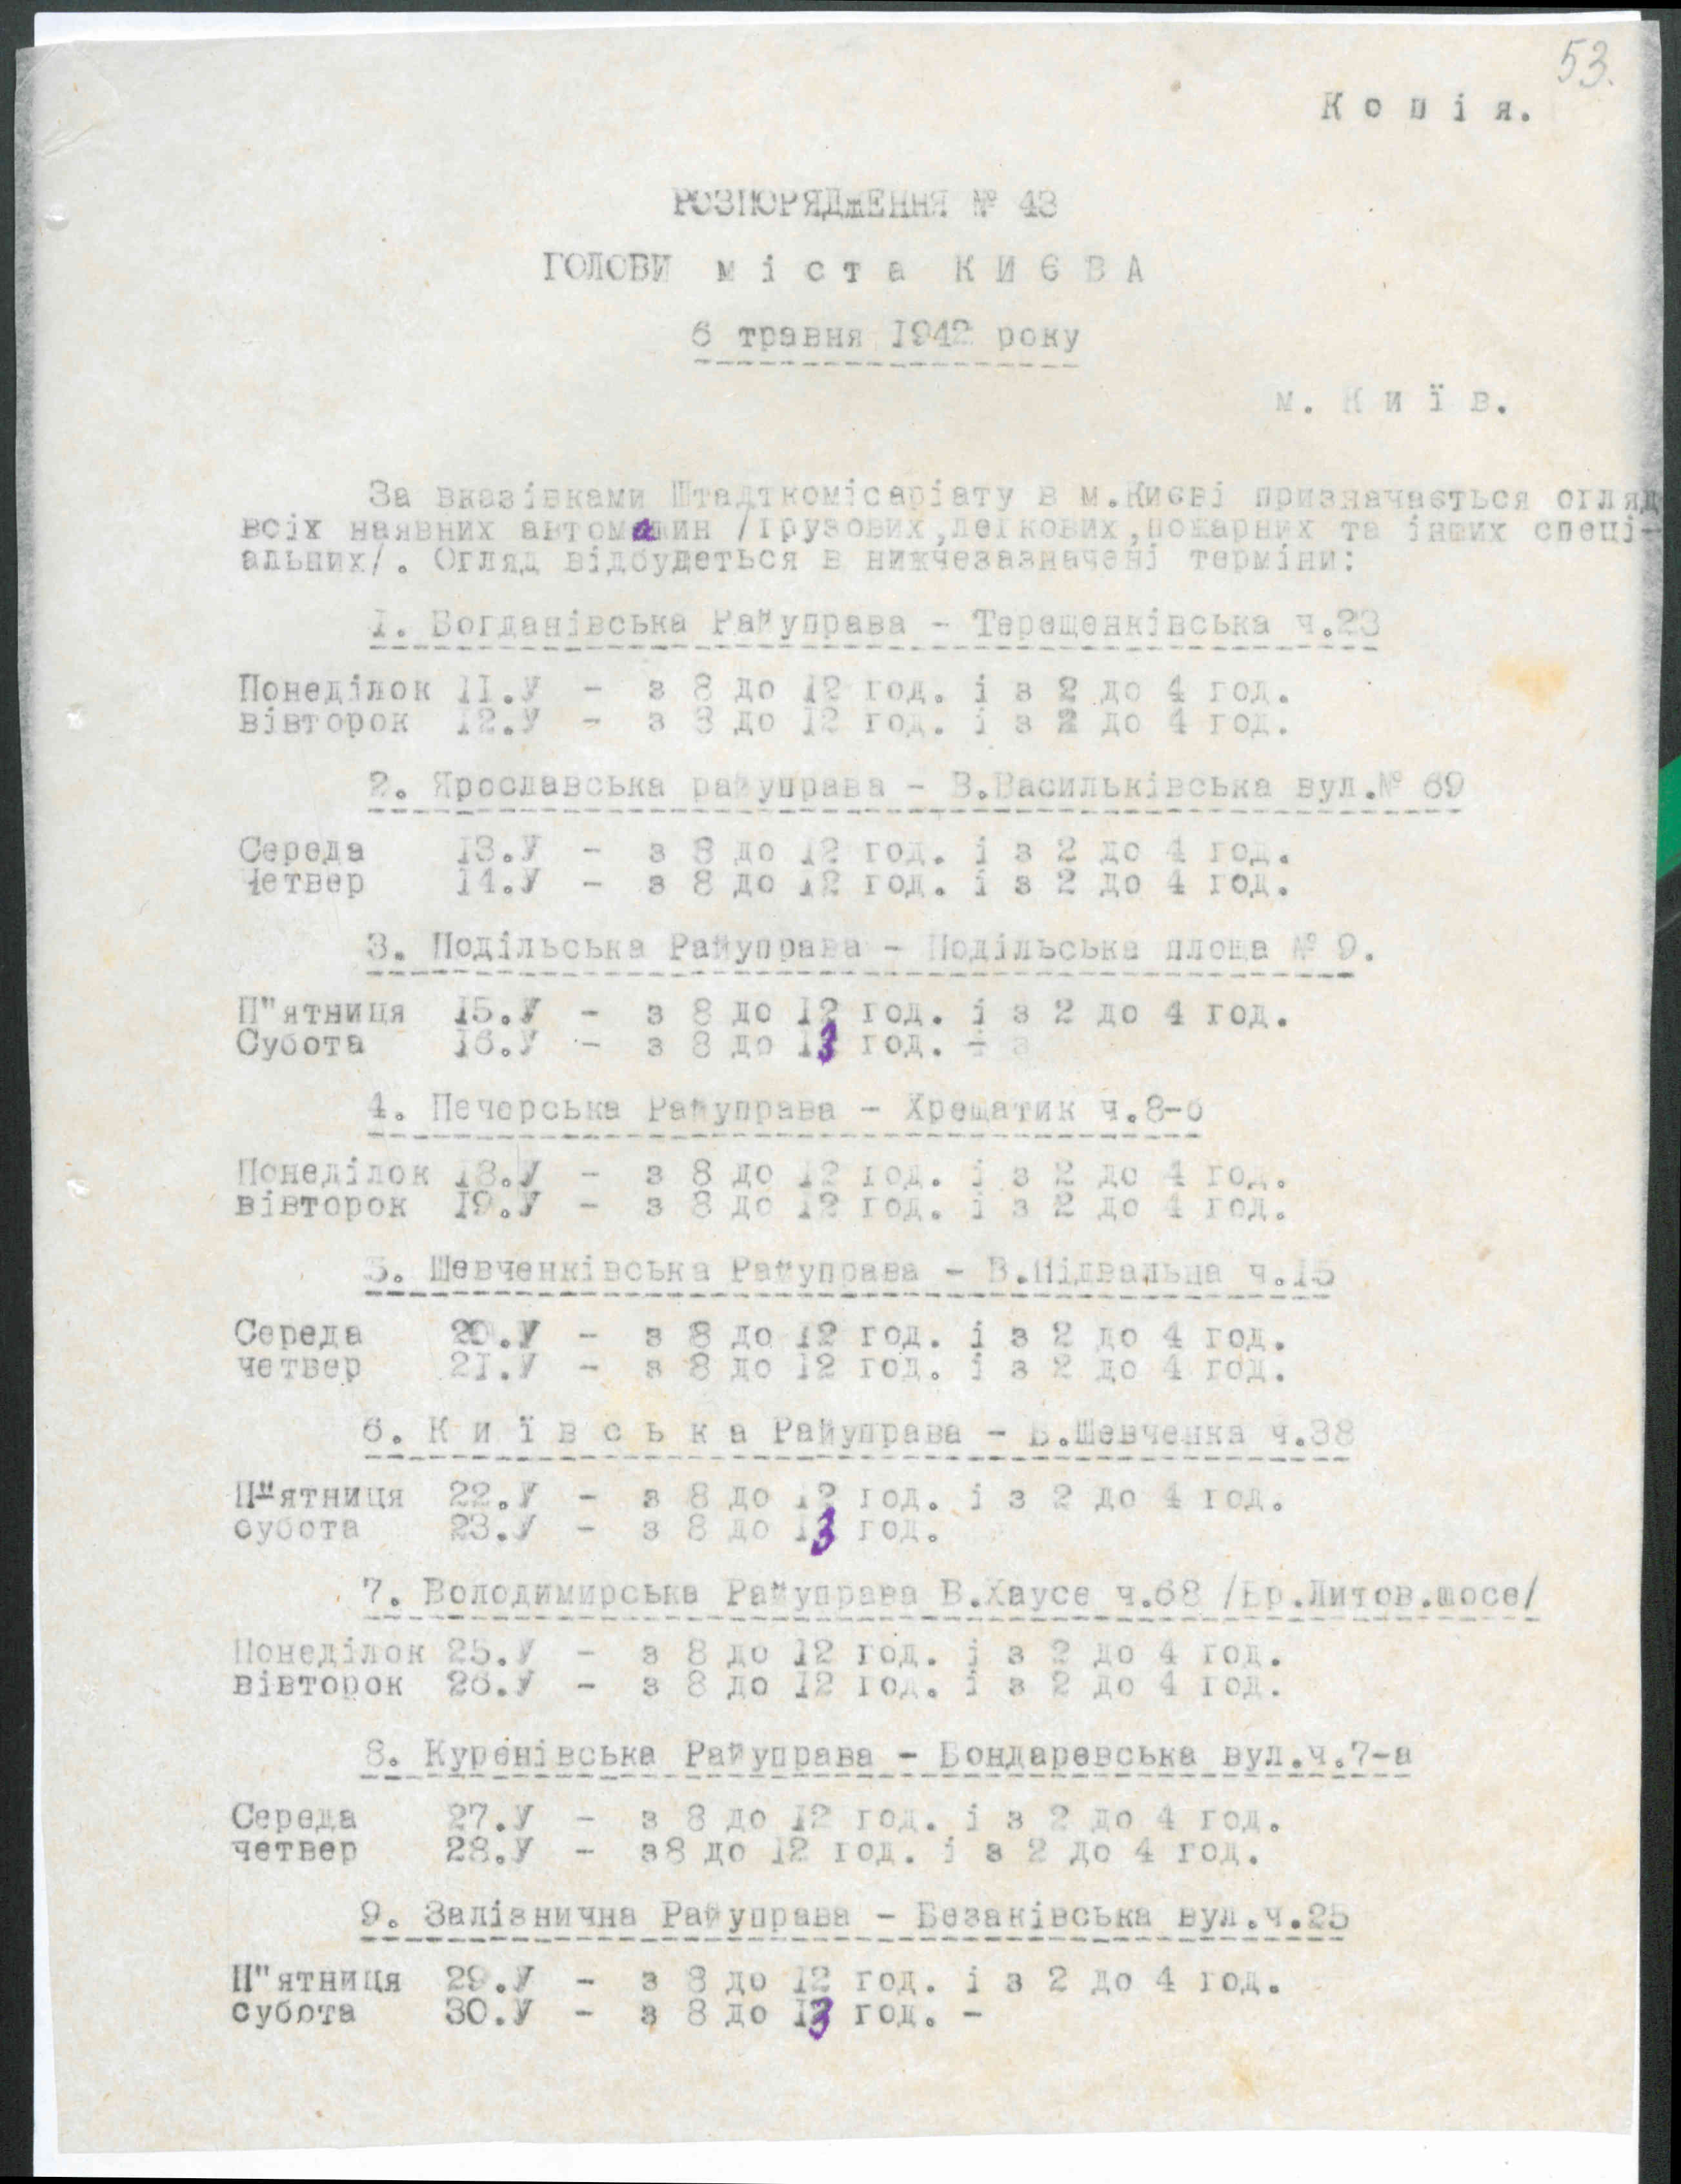 53.
К о п і я.
РОЗПОРЯДЖЕННЯ № 43
ГОЛОВИ м і с т а К И Є В А
6 травня 1942 року
м. К и ї в.
За вказівками Штадткомісаріату в м.Києві призначається огляд
всіх наявних автомашин /грузових,легкових,пожарних та інших спеці-
альних/. Огляд відбудеться в нижчезазначені терміни:
1. Богданівська Райуправа - Терещенківська ч.23
Понеділок 11.У - з 8 до 12 год. і з 2 до 4 год.
вівторок 12.У - з 8 до 12 год. і з 2 до 4 год.
2. Ярославська райуправа - В.Васильківська вул.№ 69
Середа 13.У - з 8 до 12 год. і з 2 до 4 год.
Четвер 14.У - з 8 до 12 год. і з 2 до 4 год.
3. Подільська Райуправа - Подільська площа № 9.
П"ятниця 15.У - з 8 до 12 год. і з 2 до 4 год.
Субота 16.У - з 8 до 13 год.
4. Печерська Райуправа - Хрещатик ч.8-б
Понеділок 18.У - з 8 до 12 год. і з 2 до 4 год.
вівторок 19.У - з 8 до 12 год. і з 2 до 4 год.
5. Шевченківська Райуправа - В.Підвальна ч.15
Середа 20.У - з 8 до 12 год. і з 2 до 4 год.
четвер 21.У - з 8 до 12 год. і з 2 до 4 год.
6. К и ї в с ь к а Райуправа - Б.Шевченка ч.38
П"ятниця 22.У - з 8 до 12 год. і з 2 до 4 год.
субота 23.У - з 8 до 13 год.
7. Володимирська Райуправа В.Хаусе ч.68 /Бр.Литов.шосе/
Понеділок 25.У - з 8 до 12 год. і з 2 до 4 год.
вівторок 26.У - з 8 до 12 год. і з 2 до 4 год.
8. Куренівська Райуправа - Бондаревська вул.ч.7-а
Середа 27.У - з 8 до 12 год. і з 2 до 4 год.
четвер 28.У - з8 до 12 год. і з 2 до 4 год.
9. Залізнична Райуправа - Безаківська вул.ч.25
П"ятниця 29.У - з 8 до 12 год. і з 2 до 4 год.
субота 30.У - з 8 до 13 год. -